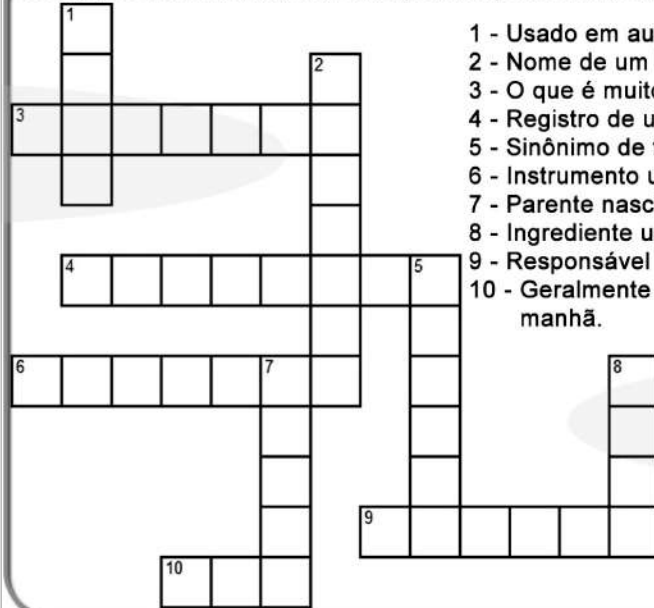 1 - Usado em au
2 - Nome de um
3 - O que é muito
4 - Registro de u
5 - Sinônimo de
6 - Instrumento u
7 - Parente nasc
8 - Ingrediente u
9 - Responsável
10 - Geralmente
manhã.
1
2
3
4
5
6
7
8
9
10